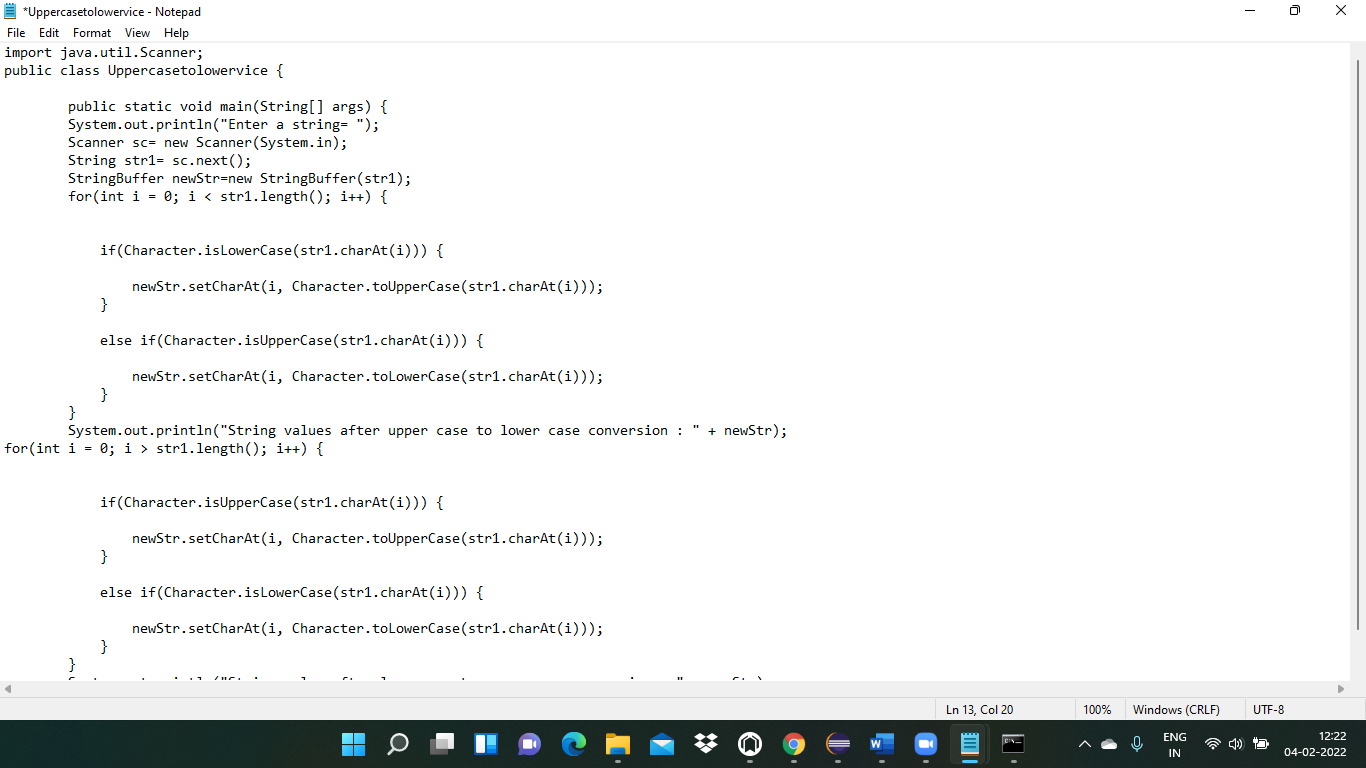 *Uppercasetolowervice - Notepad
File Edit Format View Help
import java.util.Scanner;
public class Uppercasetolowervice {
public static void main(String[] args) {
System.out.println("Enter a string= ");
Scanner sc= new Scanner(System.in);
String str1= sc.next();
StringBuffer newStr=new StringBuffer(str1);
for(int i = 0; i < str1.length(); i++) {
if(Character.isLowerCase(str1.charAt(i))) {
newStr.setCharAt(i, Character.toUpperCase(str1.charAt(i)));
}
else if(Character.isUpperCase(str1.charAt(i))) {
newStr.setCharAt(i, Character.toLowerCase(str1.charAt(i)));
}
}
System.out.println("String values after upper case to lower case conversion : " + newStr);
for(int i = 0; i > str1.length(); i++) {
if(Character.isUpperCase(str1.charAt(i))) {
newStr.setCharAt(i, Character.toUpperCase(str1.charAt(i)));
}
else if(Character.isLowerCase(str1.charAt(i))) {
newStr.setCharAt(i, Character.toLowerCase(str1.charAt(i)));
}
}
Ln 13, Col 20 100% Windows (CRLF) UTF-8
ENG
IN
12:22
04-02-2022